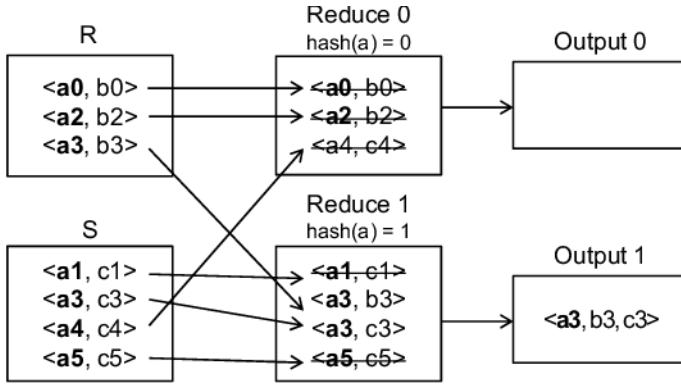 R
<a0, b0>
<a2, b2>
<a3, b3>
S
<a1, c1>
<a3, c3>
<a4, c4>
<a5, c5>
Reduce 0
hash(a) = 0
<a0, b0>
<a2, b2>
<a4, c4>
Reduce 1
hash(a) = 1
<a1, c1>
<a3, b3>
<a3, c3>
<a5, c5>
Output 0
Output 1
<a3, b3, c3>